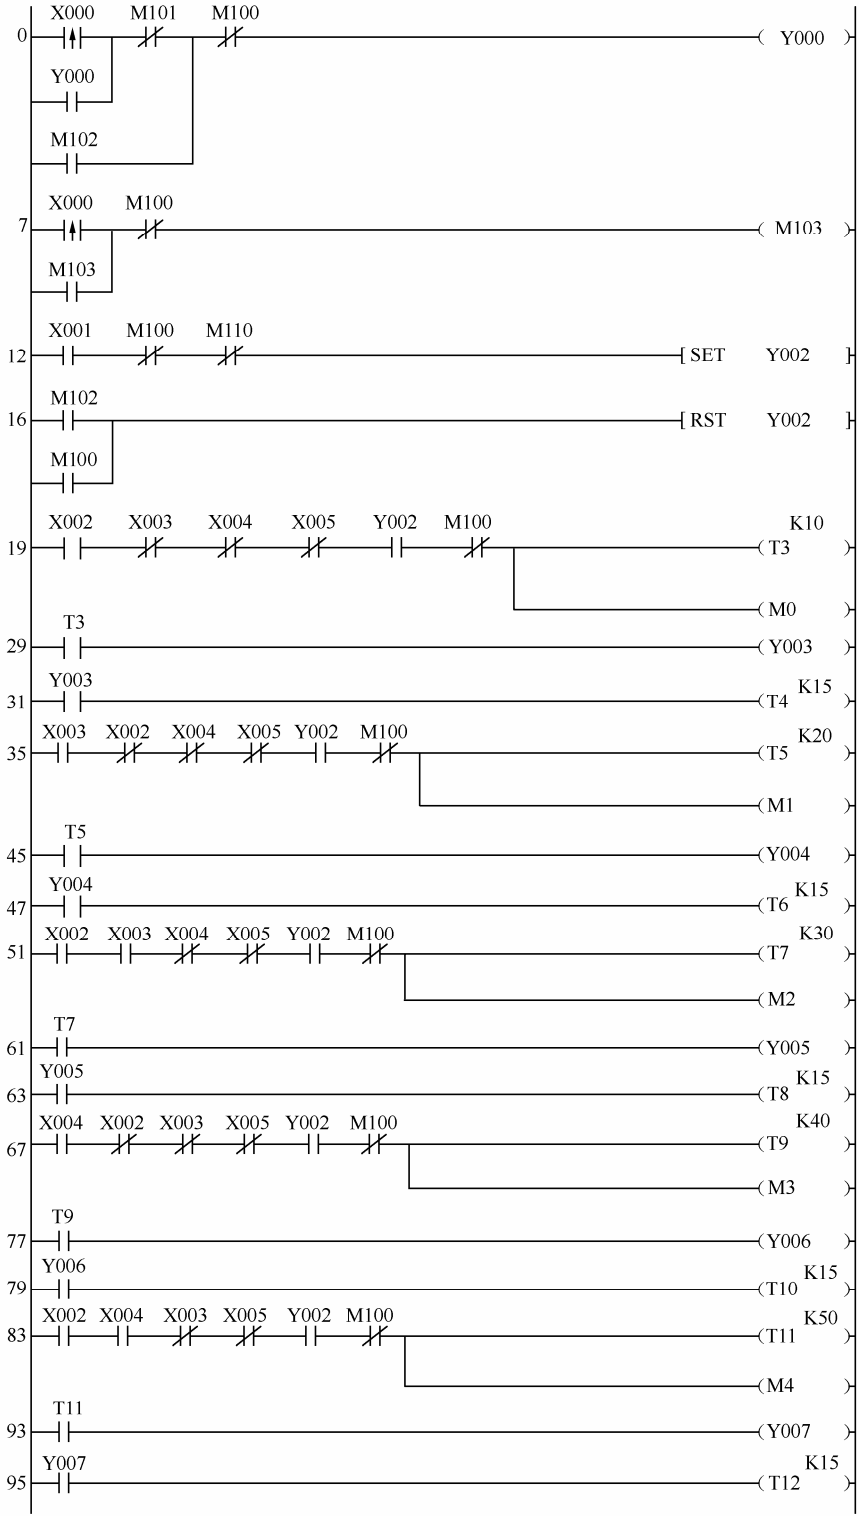 X000 M101 M100
0 ( Y000 )
Y000
M102
X000 M100
7 ( M103 )
M103
X001 M100 M110
12 [ SET Y002 ]
M102
16 [ RST Y002 ]
M100
X002 X003 X004 X005 Y002 M100 K10
19 (T3 )
(M0 )
T3
29 (Y003 )
Y003 K15
31 (T4 )
X003 X002 X004 X005 Y002 M100 K20
35 (T5 )
(M1 )
T5
45 (Y004 )
Y004 K15
47 (T6 )
X002 X003 X004 X005 Y002 M100 K30
51 (T7 )
(M2 )
T7
61 (Y005 )
Y005 K15
63 (T8 )
X004 X002 X003 X005 Y002 M100 K40
67 (T9 )
(M3 )
T9
77 (Y006 )
Y006 K15
79 (T10 )
X002 X004 X003 X005 Y002 M100 K50
83 (T11 )
(M4 )
T11
93 (Y007 )
Y007 K15
95 (T12 )